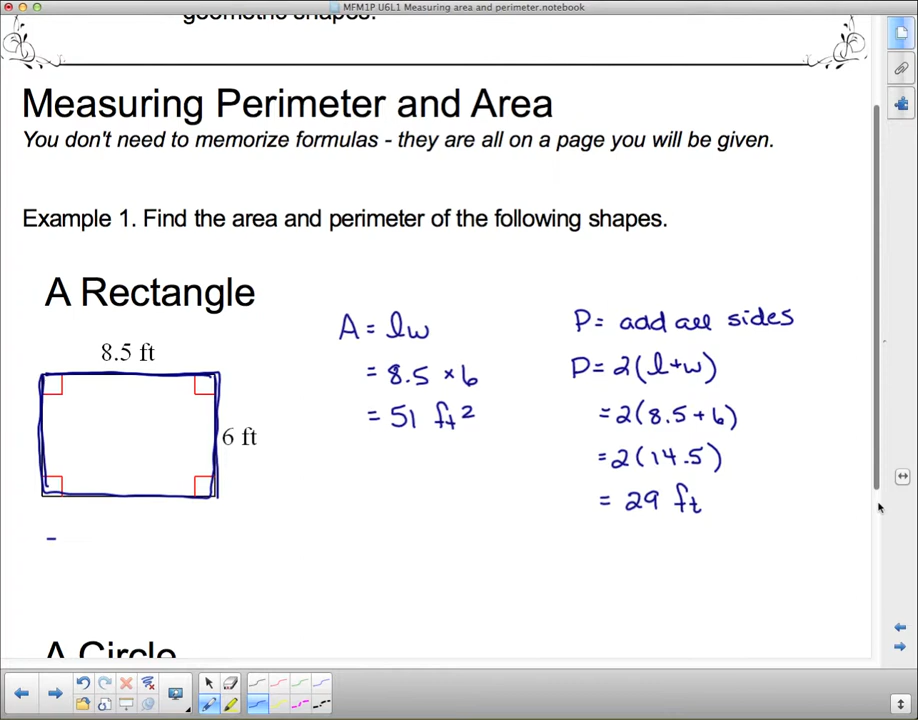 MFM1P U6L1 Measuring area and perimeter.notebook
geometric shapes.
Measuring Perimeter and Area
You don't need to memorize formulas - they are all on a page you will be given.
Example 1. Find the area and perimeter of the following shapes.
A Rectangle
8.5 ft
6 ft
A = lw
= 8.5 × 6
= 51 ft²
P = add all sides
P = 2(l+w)
= 2(8.5 + 6)
= 2(14.5)
= 29 ft
A Circle